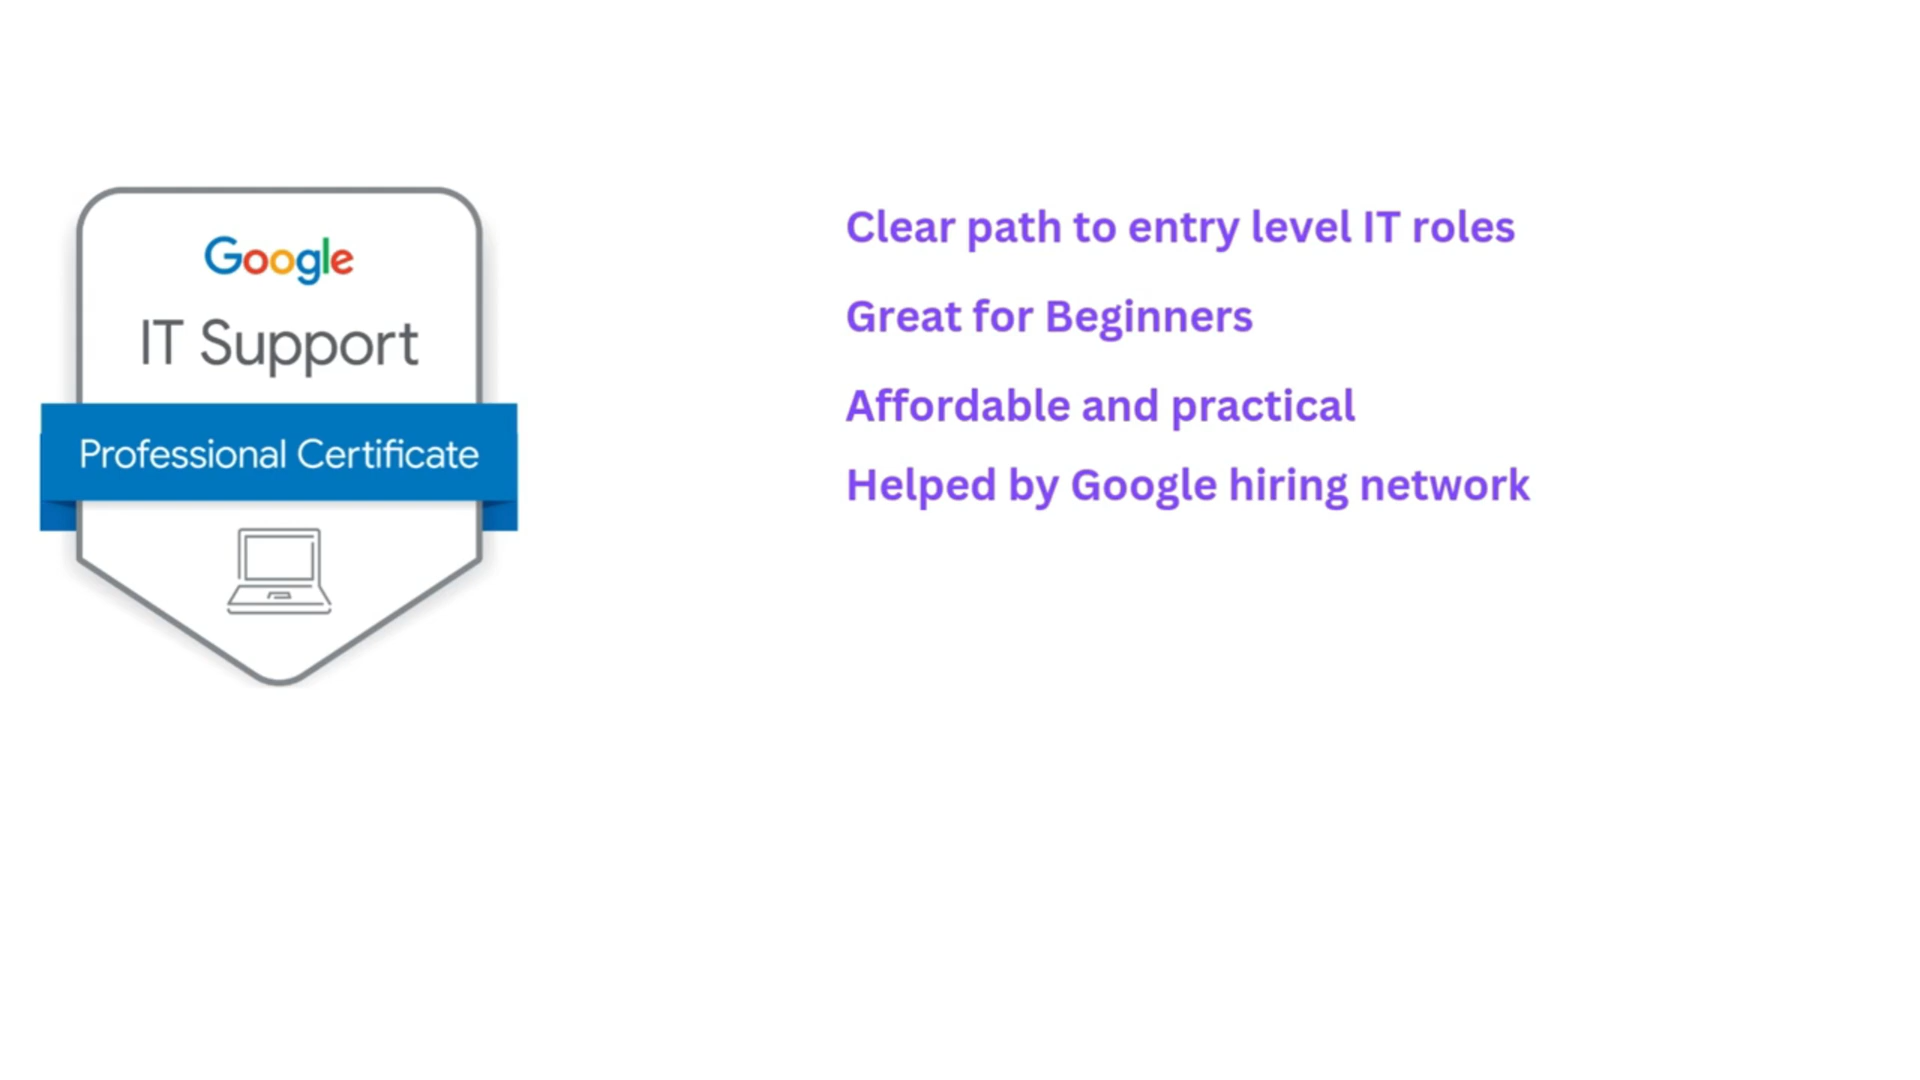 Google
IT Support
Professional Certificate
Clear path to entry level IT roles
Great for Beginners
Affordable and practical
Helped by Google hiring network